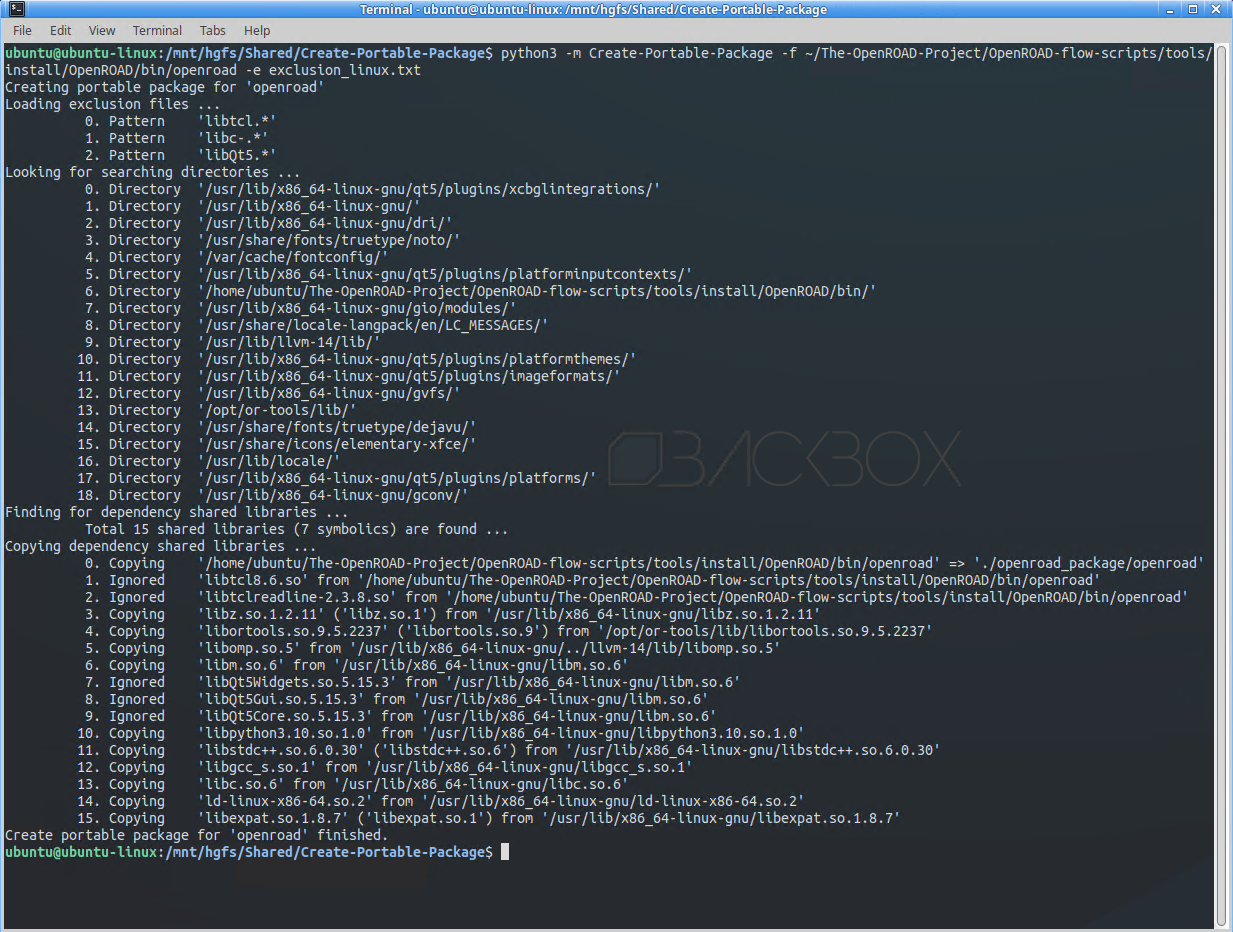 Terminal - ubuntu@ubuntu-linux: /mnt/hgfs/Shared/Create-Portable-Package
File Edit View Terminal Tabs Help
ubuntu@ubuntu-linux:/mnt/hgfs/Shared/Create-Portable-Package$ python3 -m Create-Portable-Package -f ~/The-OpenROAD-Project/OpenROAD-flow-scripts/tools/
install/OpenROAD/bin/openroad -e exclusion_linux.txt
Creating portable package for 'openroad'
Loading exclusion files ...
0. Pattern 'libtcl.*'
1. Pattern 'libc-.*'
2. Pattern 'libQt5.*'
Looking for searching directories ...
0. Directory '/usr/lib/x86_64-linux-gnu/qt5/plugins/xcbglintegrations/'
1. Directory '/usr/lib/x86_64-linux-gnu/'
2. Directory '/usr/lib/x86_64-linux-gnu/dri/'
3. Directory '/usr/share/fonts/truetype/noto/'
4. Directory '/var/cache/fontconfig/'
5. Directory '/usr/lib/x86_64-linux-gnu/qt5/plugins/platforminputcontexts/'
6. Directory '/home/ubuntu/The-OpenROAD-Project/OpenROAD-flow-scripts/tools/install/OpenROAD/bin/'
7. Directory '/usr/lib/x86_64-linux-gnu/gio/modules/'
8. Directory '/usr/share/locale-langpack/en/LC_MESSAGES/'
9. Directory '/usr/lib/llvm-14/lib/'
10. Directory '/usr/lib/x86_64-linux-gnu/qt5/plugins/platformthemes/'
11. Directory '/usr/lib/x86_64-linux-gnu/qt5/plugins/imageformats/'
12. Directory '/usr/lib/x86_64-linux-gnu/gvfs/'
13. Directory '/opt/or-tools/lib/'
14. Directory '/usr/share/fonts/truetype/dejavu/'
15. Directory '/usr/share/icons/elementary-xfce/'
16. Directory '/usr/lib/locale/'
17. Directory '/usr/lib/x86_64-linux-gnu/qt5/plugins/platforms/'
18. Directory '/usr/lib/x86_64-linux-gnu/gconv/'
BACKBOX
Finding for dependency shared libraries ...
Total 15 shared libraries (7 symbolics) are found ...
Copying dependency shared libraries ...
0. Copying '/home/ubuntu/The-OpenROAD-Project/OpenROAD-flow-scripts/tools/install/OpenROAD/bin/openroad' => './openroad_package/openroad'
1. Ignored 'libtcl8.6.so' from '/home/ubuntu/The-OpenROAD-Project/OpenROAD-flow-scripts/tools/install/OpenROAD/bin/openroad'
2. Ignored 'libtclreadline-2.3.8.so' from '/home/ubuntu/The-OpenROAD-Project/OpenROAD-flow-scripts/tools/install/OpenROAD/bin/openroad'
3. Copying 'libz.so.1.2.11' ('libz.so.1') from '/usr/lib/x86_64-linux-gnu/libz.so.1.2.11'
4. Copying 'libortools.so.9.5.2237' ('libortools.so.9') from '/opt/or-tools/lib/libortools.so.9.5.2237'
5. Copying 'libomp.so.5' from '/usr/lib/x86_64-linux-gnu/../llvm-14/lib/libomp.so.5'
6. Copying 'libm.so.6' from '/usr/lib/x86_64-linux-gnu/libm.so.6'
7. Ignored 'libQt5Widgets.so.5.15.3' from '/usr/lib/x86_64-linux-gnu/libm.so.6'
8. Ignored 'libQt5Gui.so.5.15.3' from '/usr/lib/x86_64-linux-gnu/libm.so.6'
9. Ignored 'libQt5Core.so.5.15.3' from '/usr/lib/x86_64-linux-gnu/libm.so.6'
10. Copying 'libpython3.10.so.1.0' from '/usr/lib/x86_64-linux-gnu/libpython3.10.so.1.0'
11. Copying 'libstdc++.so.6.0.30' ('libstdc++.so.6') from '/usr/lib/x86_64-linux-gnu/libstdc++.so.6.0.30'
12. Copying 'libgcc_s.so.1' from '/usr/lib/x86_64-linux-gnu/libgcc_s.so.1'
13. Copying 'libc.so.6' from '/usr/lib/x86_64-linux-gnu/libc.so.6'
14. Copying 'ld-linux-x86-64.so.2' from '/usr/lib/x86_64-linux-gnu/ld-linux-x86-64.so.2'
15. Copying 'libexpat.so.1.8.7' ('libexpat.so.1') from '/usr/lib/x86_64-linux-gnu/libexpat.so.1.8.7'
Create portable package for 'openroad' finished.
ubuntu@ubuntu-linux:/mnt/hgfs/Shared/Create-Portable-Package$